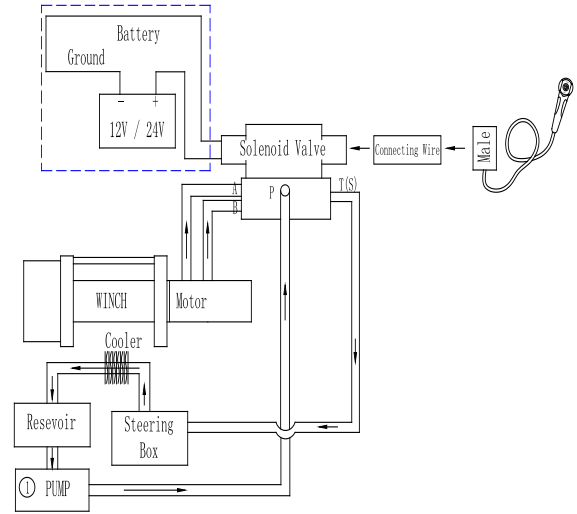 Battery
Ground
- +
12V / 24V
Solenoid Valve
Connecting Wire
Male
A
P
T(S)
B
WINCH
Motor
Cooler
Resevoir
Steering
Box
1 PUMP